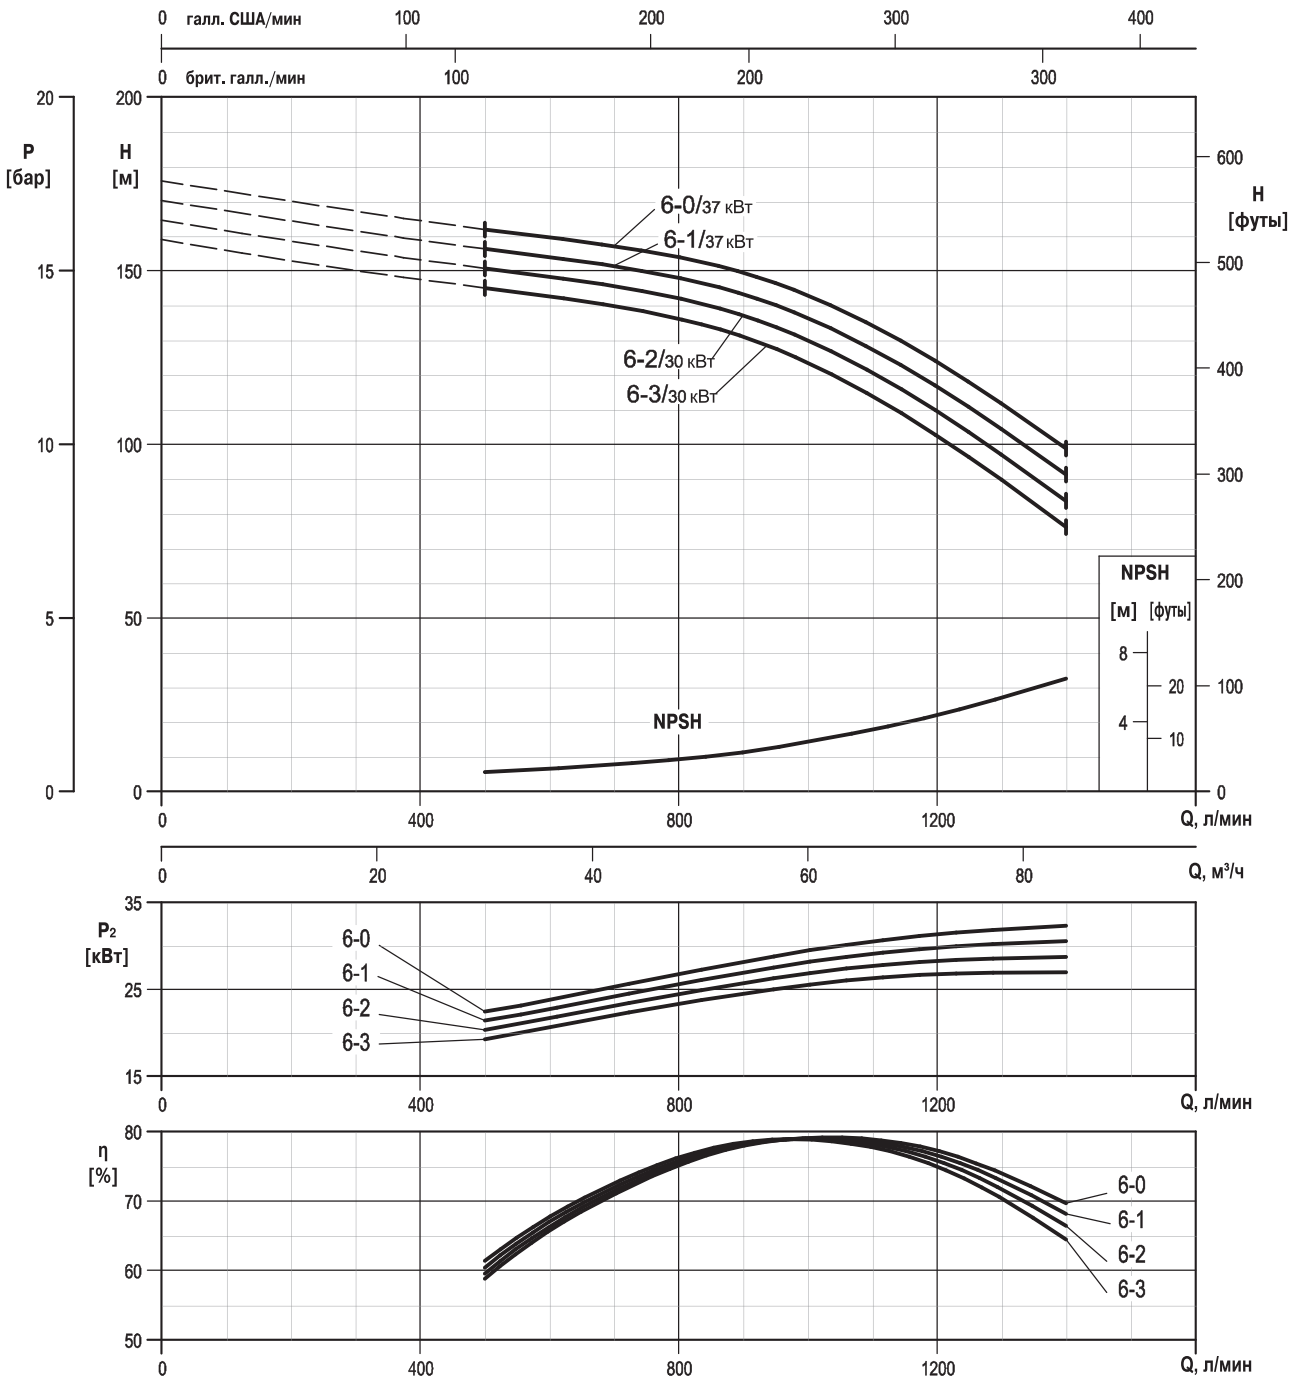 0 галл. США/мин 100 200 300 400
0 брит. галл./мин 100 200 300
20 200
P H 600
[бар] [м] H
[футы]
6-0/37 кВт
6-1/37 кВт
15 150 500
6-2/30 кВт 400
6-3/30 кВт
10 100 300
NPSH
200
5 50 [м] [футы]
8
20 100
NPSH 4
10
0 0 0
0 400 800 1200 Q, л/мин
0 20 40 60 80 Q, м³/ч
35
P2
[кВт]
6-0
6-1
25
6-2
6-3
15
0 400 800 1200 Q, л/мин
80
η
[%]
70 6-0
6-1
6-2
60
6-3
50
0 400 800 1200 Q, л/мин